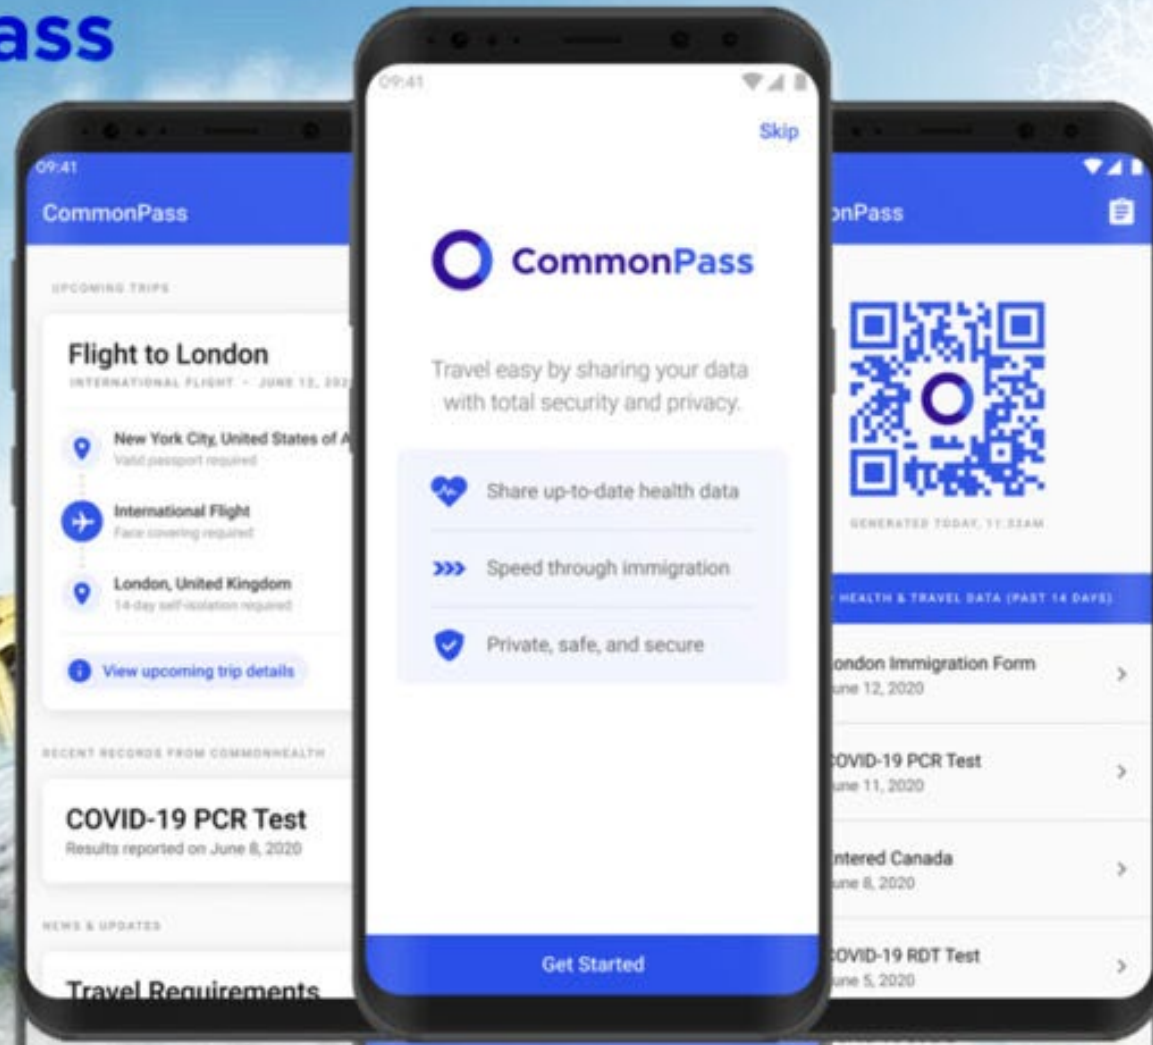 ass
09:41
CommonPass
UPCOMING TRIPS
Flight to London
INTERNATIONAL FLIGHT - JUNE 12,
New York City, United States of A
Valid passport required
International Flight
Face covering required
London, United Kingdom
14-day self-isolation required
View upcoming trip details
RECENT RECORDS FROM COMMONHEALTH
COVID-19 PCR Test
Results reported on June 8, 2020
NEWS & UPDATES
Travel Requirements
09:41
Skip
CommonPass
Travel easy by sharing your data
with total security and privacy.
Share up-to-date health data
Speed through immigration
Private, safe, and secure
Get Started
onPass
GENERATED TODAY, 11:33AM
HEALTH & TRAVEL DATA (PAST 14 DAYS)
ondon Immigration Form
une 12, 2020
OVID-19 PCR Test
une 11, 2020
ntered Canada
une 8, 2020
OVID-19 RDT Test
une 5, 2020